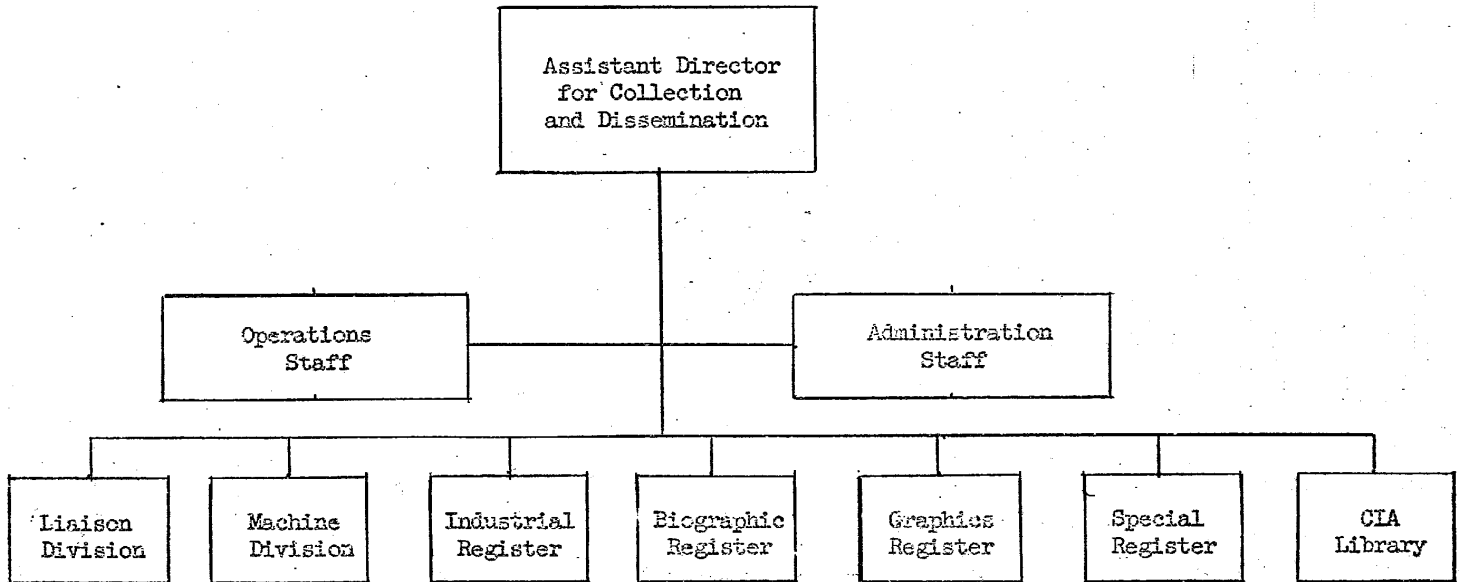 Assistant Director
for Collection
and Dissemination
Operations
Staff
Administration
Staff
Liaison
Division
Machine
Division
Industrial
Register
Biographic
Register
Graphics
Register
Special
Register
CIA
Library